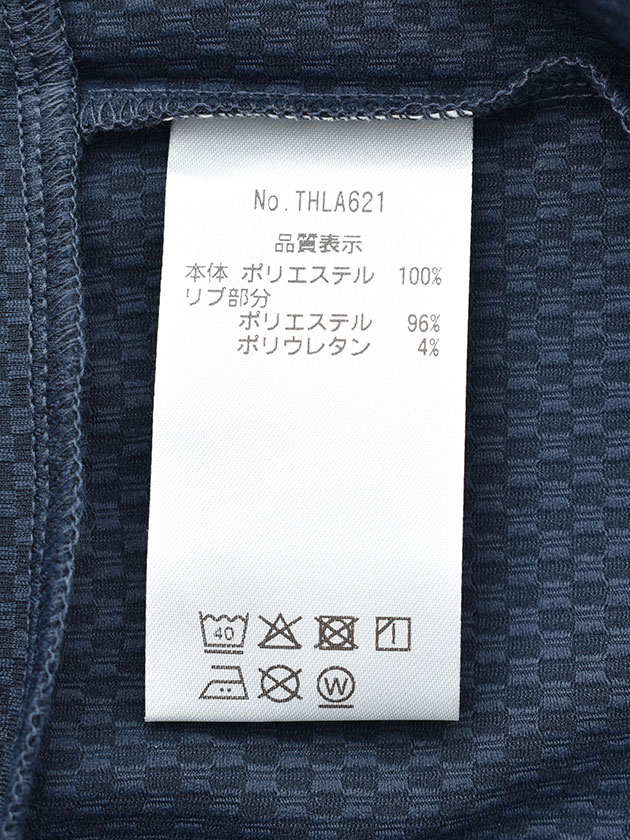 No.THLA621
品質表示
本体 ポリエステル 100%
リブ部分
ポリエステル 96%
ポリウレタン 4%
40
W